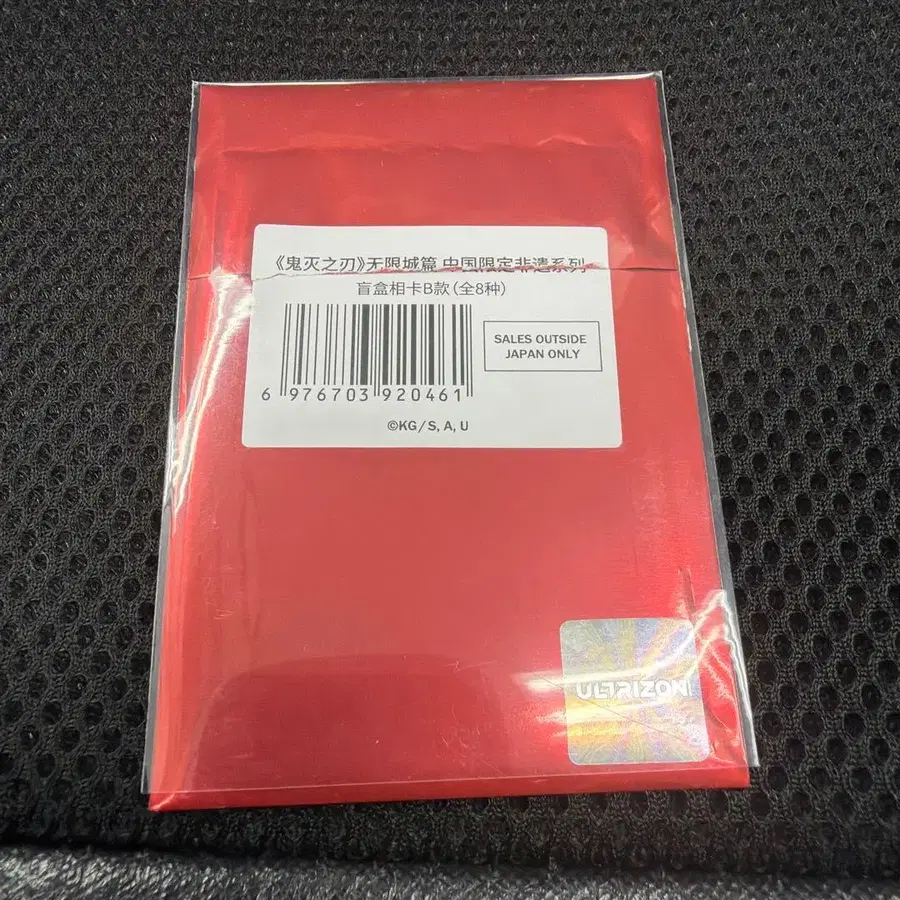 《鬼灭之刃》无限城篇 中国限定非遗系列
盲盒相卡B款(全8种)
SALES OUTSIDE
JAPAN ONLY
6 976703 920461
©KG/S, A, U
ULTRIZON